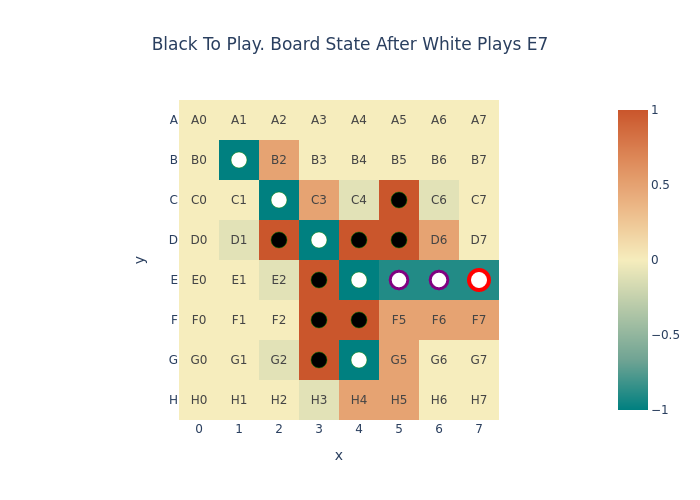 Black To Play. Board State After White Plays E7
A A0 A1 A2 A3 A4 A5 A6 A7
B B0 B2 B3 B4 B5 B6 B7
C C0 C1 C3 C4 C6 C7
D D0 D1 D6 D7
E E0 E1 E2
F F0 F1 F2 F5 F6 F7
G G0 G1 G2 G5 G6 G7
H H0 H1 H2 H3 H4 H5 H6 H7
0 1 2 3 4 5 6 7
x
y
1
0.5
0
−0.5
−1